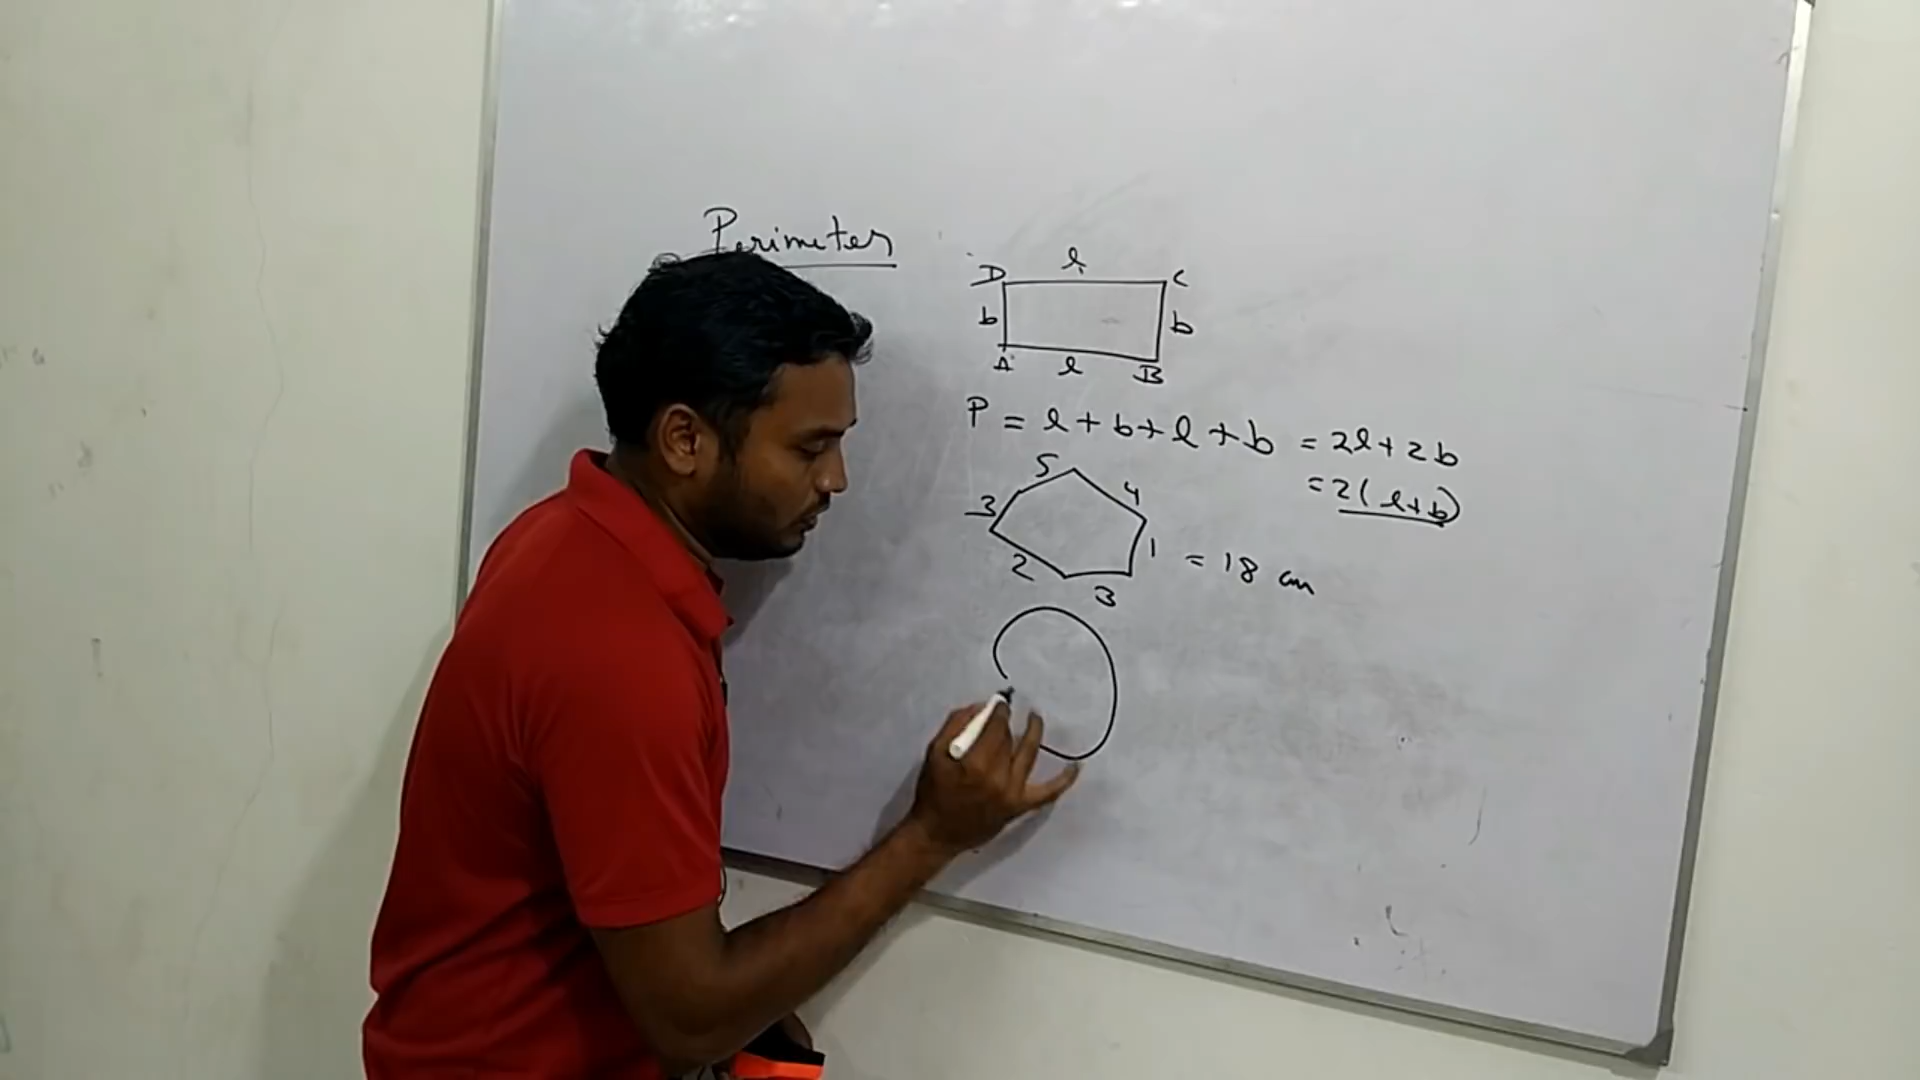 Perimeter
l
D C
b b
A l B
P = l + b + l + b = 2l + 2b
= 2(l+b)
5 4
3 1
2 3
= 18 cm